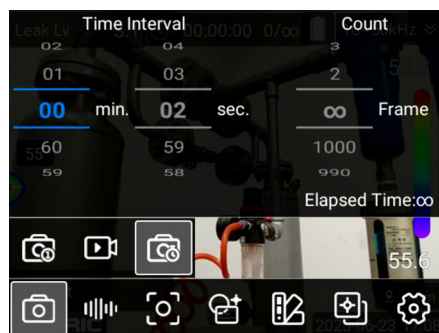 Time Interval Count
Leak Lv 00:00:00 0/∞ kHz
02 04 3
01 03 2
00 min. 02 sec. ∞ Frame
60 59 1000
59 58 990
Elapsed Time:∞
55.6